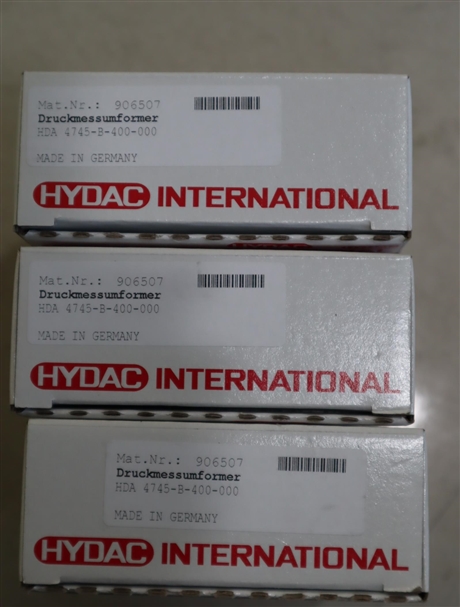 Mat.Nr.: 906507
Druckmessumformer
HDA 4745-B-400-000
MADE IN GERMANY
HYDAC INTERNATIONAL
Mat.Nr.: 906507
Druckmessumformer
HDA 4745-B-400-000
MADE IN GERMANY
HYDAC INTERNATIONAL
Mat.Nr.: 906507
Druckmessumformer
HDA 4745-B-400-000
MADE IN GERMANY
HYDAC INTERNATIONAL